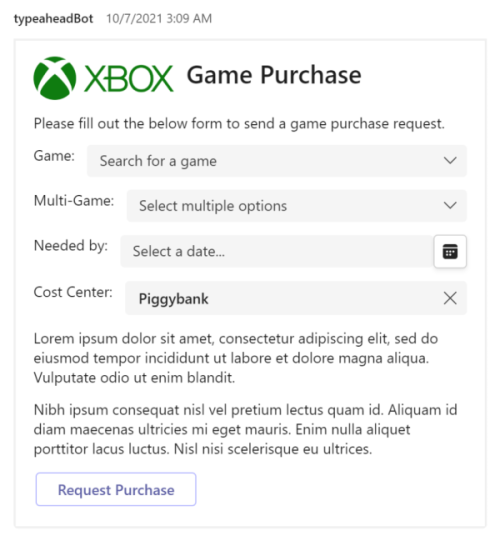 typeaheadBot 10/7/2021 3:09 AM
XBOX Game Purchase
Please fill out the below form to send a game purchase request.
Game: Search for a game
Multi-Game: Select multiple options
Needed by: Select a date...
Cost Center: Piggybank
Lorem ipsum dolor sit amet, consectetur adipiscing elit, sed do
eiusmod tempor incididunt ut labore et dolore magna aliqua.
Vulputate odio ut enim blandit.
Nibh ipsum consequat nisl vel pretium lectus quam id. Aliquam id
diam maecenas ultricies mi eget mauris. Enim nulla aliquet
porttitor lacus luctus. Nisl nisi scelerisque eu ultrices.
Request Purchase